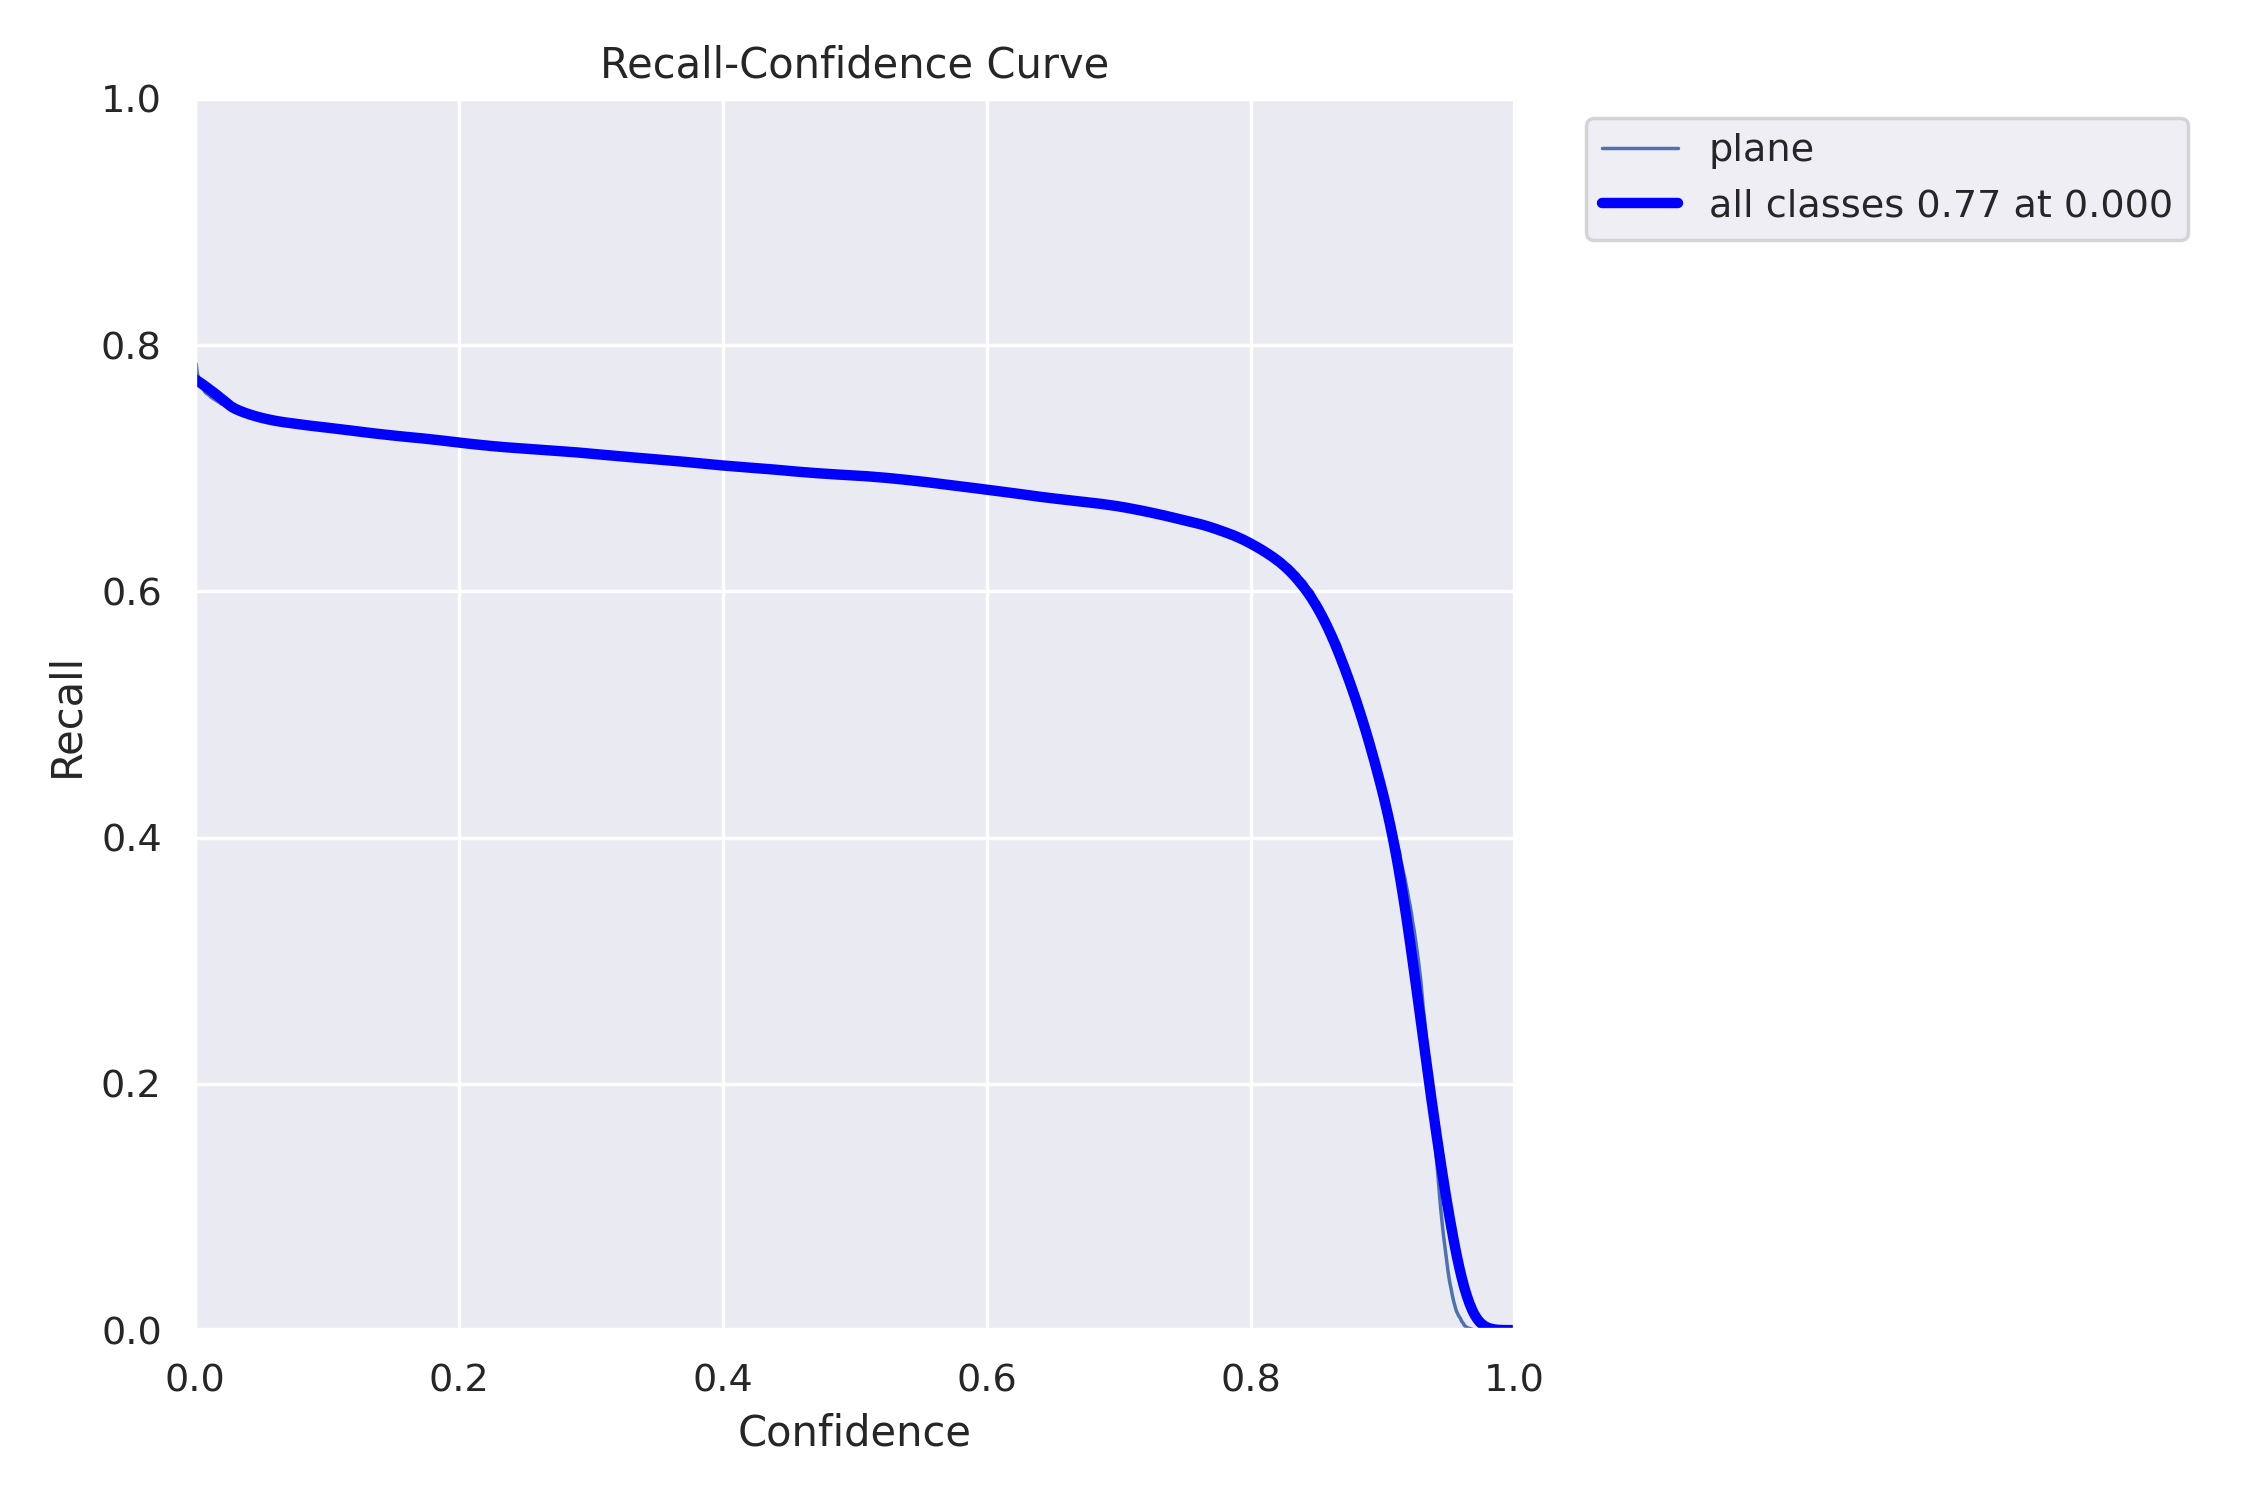 Recall-Confidence Curve
1.0
0.8
0.6
0.4
0.2
0.0
Recall
0.0 0.2 0.4 0.6 0.8 1.0
Confidence
plane
all classes 0.77 at 0.000